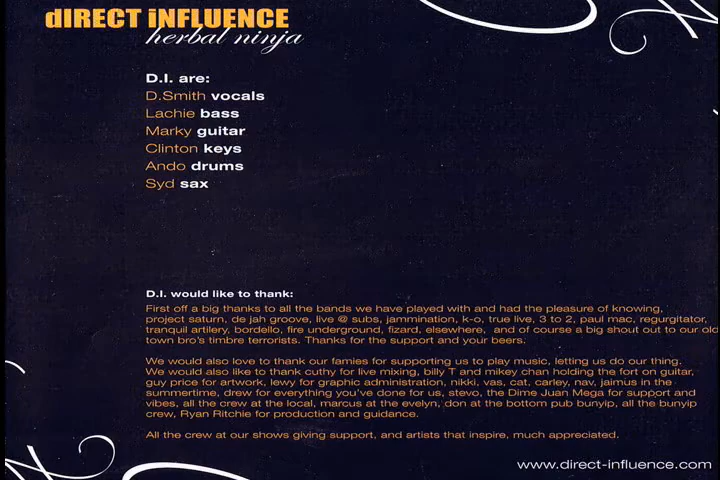 dIRECT iNFLUENCE
herbal ninja
D.I. are:
D.Smith vocals
Lachie bass
Marky guitar
Clinton keys
Ando drums
Syd sax
D.I. would like to thank:
First off a big thanks to all the bands we have played with and had the pleasure of knowing,
project saturn, de jah groove, live @ subs, jammination, k-o, true live, 3 to 2, paul mac, regurgitator,
tranquil artilery, bordello, fire underground, fizard, elsewhere, and of course a big shout out to our old
town bro's timbre terrorists. Thanks for the support and your beers.
We would also love to thank our famies for supporting us to play music, letting us do our thing.
We would also like to thank cuthy for live mixing, billy T and mikey chan holding the fort on guitar,
guy price for artwork, lewy for graphic administration, nikki, vas, cat, carley, nav, jaimus in the
summertime, drew for everything you've done for us, stevo, the Dime Juan Mega for support and
vibes, all the crew at the local, marcus at the evelyn, don at the bottom pub bunyip, all the bunyip
crew, Ryan Ritchie for production and guidance.
All the crew at our shows giving support, and artists that inspire, much appreciated.
www.direct-influence.com